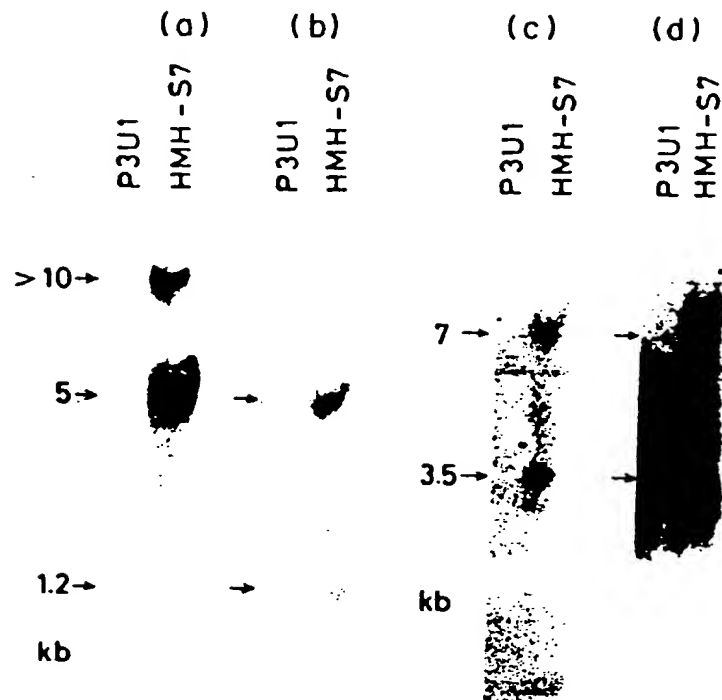 (a) (b) (c) (d)
P3U1
HMH-S7
P3U1
HMH-S7
P3U1
HMH-S7
P3U1
HMH-S7
> 10→
5→ →
1.2→ →
kb
7→ →
3.5→ →
kb